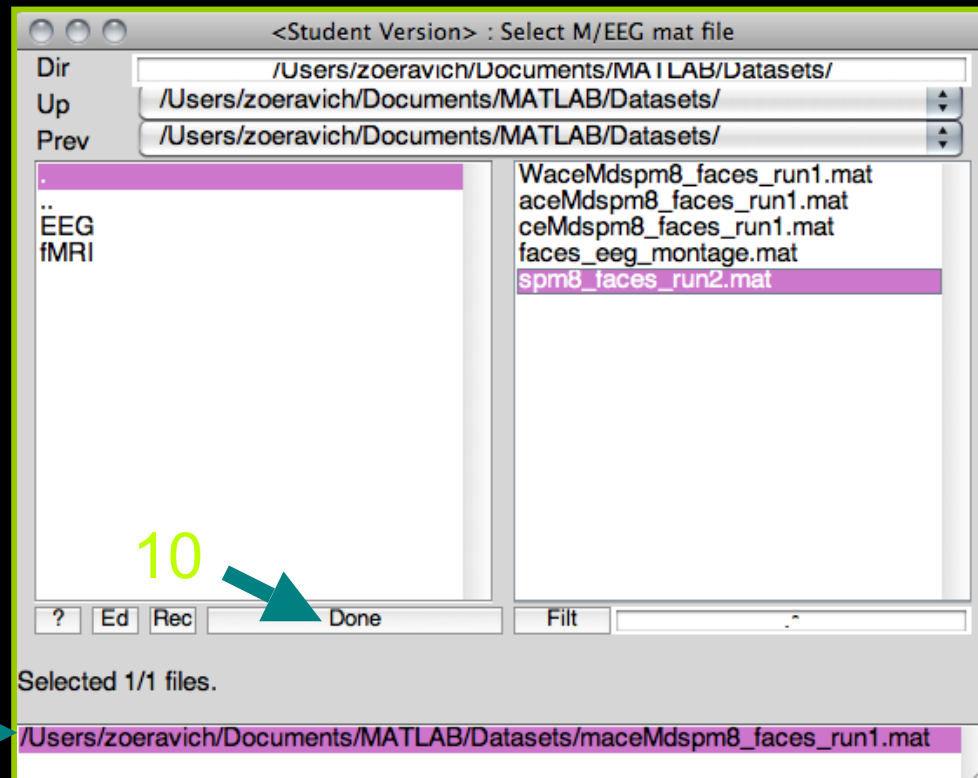 <Student Version> : Select M/EEG mat file
Dir /Users/zoeravich/Documents/MATLAB/Datasets/
Up /Users/zoeravich/Documents/MATLAB/Datasets/
Prev /Users/zoeravich/Documents/MATLAB/Datasets/
.
..
EEG
fMRI
WaceMdspm8_faces_run1.mat
aceMdspm8_faces_run1.mat
ceMdspm8_faces_run1.mat
faces_eeg_montage.mat
spm8_faces_run2.mat
10
? Ed Rec Done Filt .*
Selected 1/1 files.
/Users/zoeravich/Documents/MATLAB/Datasets/maceMdspm8_faces_run1.mat